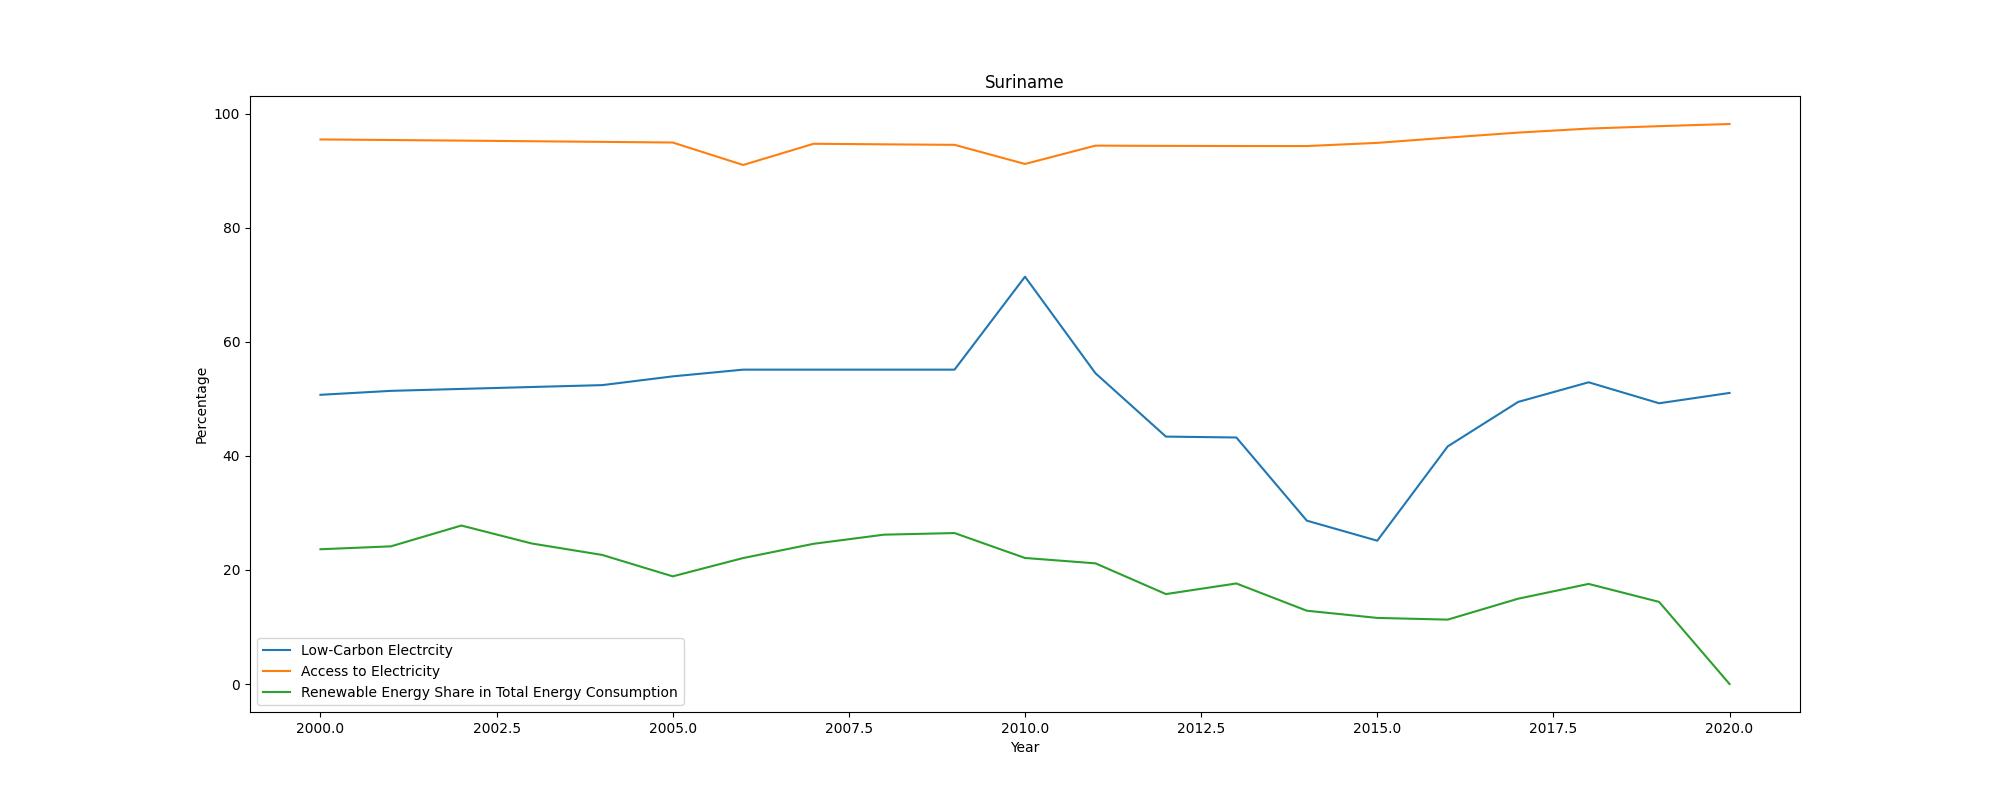 Suriname
100
80
60
40
20
0
Percentage
Low-Carbon Electrcity
Access to Electricity
Renewable Energy Share in Total Energy Consumption
2000.0 2002.5 2005.0 2007.5 2010.0 2012.5 2015.0 2017.5 2020.0
Year